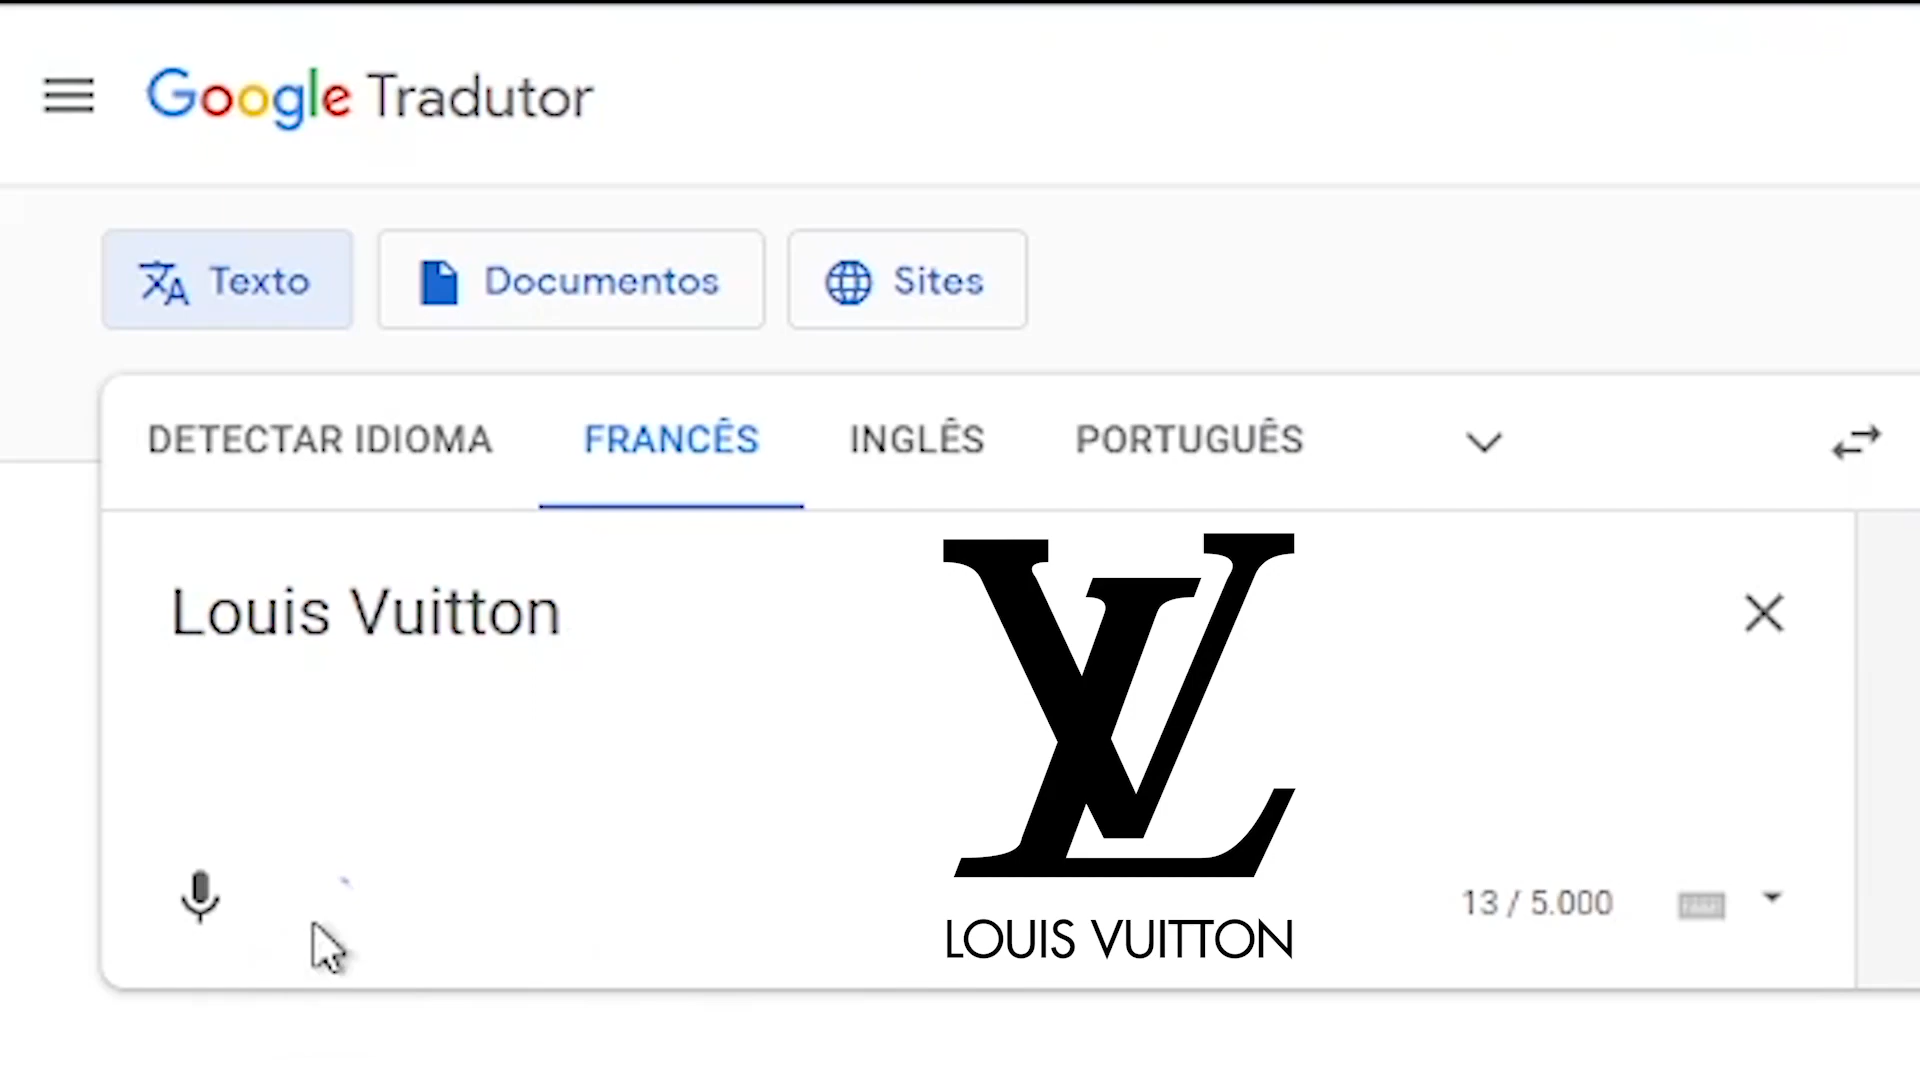 Google Tradutor
Texto
Documentos
Sites
DETECTAR IDIOMA
FRANCÊS
INGLÊS
PORTUGUÊS
Louis Vuitton
LV
LOUIS VUITTON
13 / 5.000